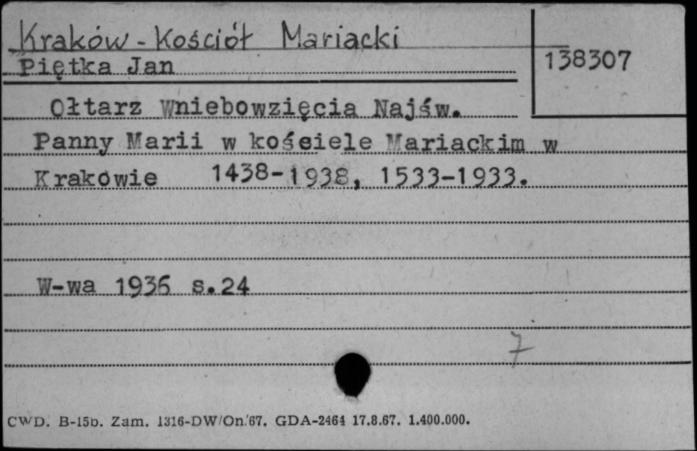 Kraków - Kościół Mariacki
138307
Piętka Jan
Ołtarz Wniebowzięcia Najśw.
Panny Marii w kościele Mariackim w
Krakowie 1438-1938, 1533-1933.
W-wa 1936 s.24
7
CWD. B-15b. Zam. 1316-DW/On.'67. GDA-2464 17.8.67. 1.400.000.